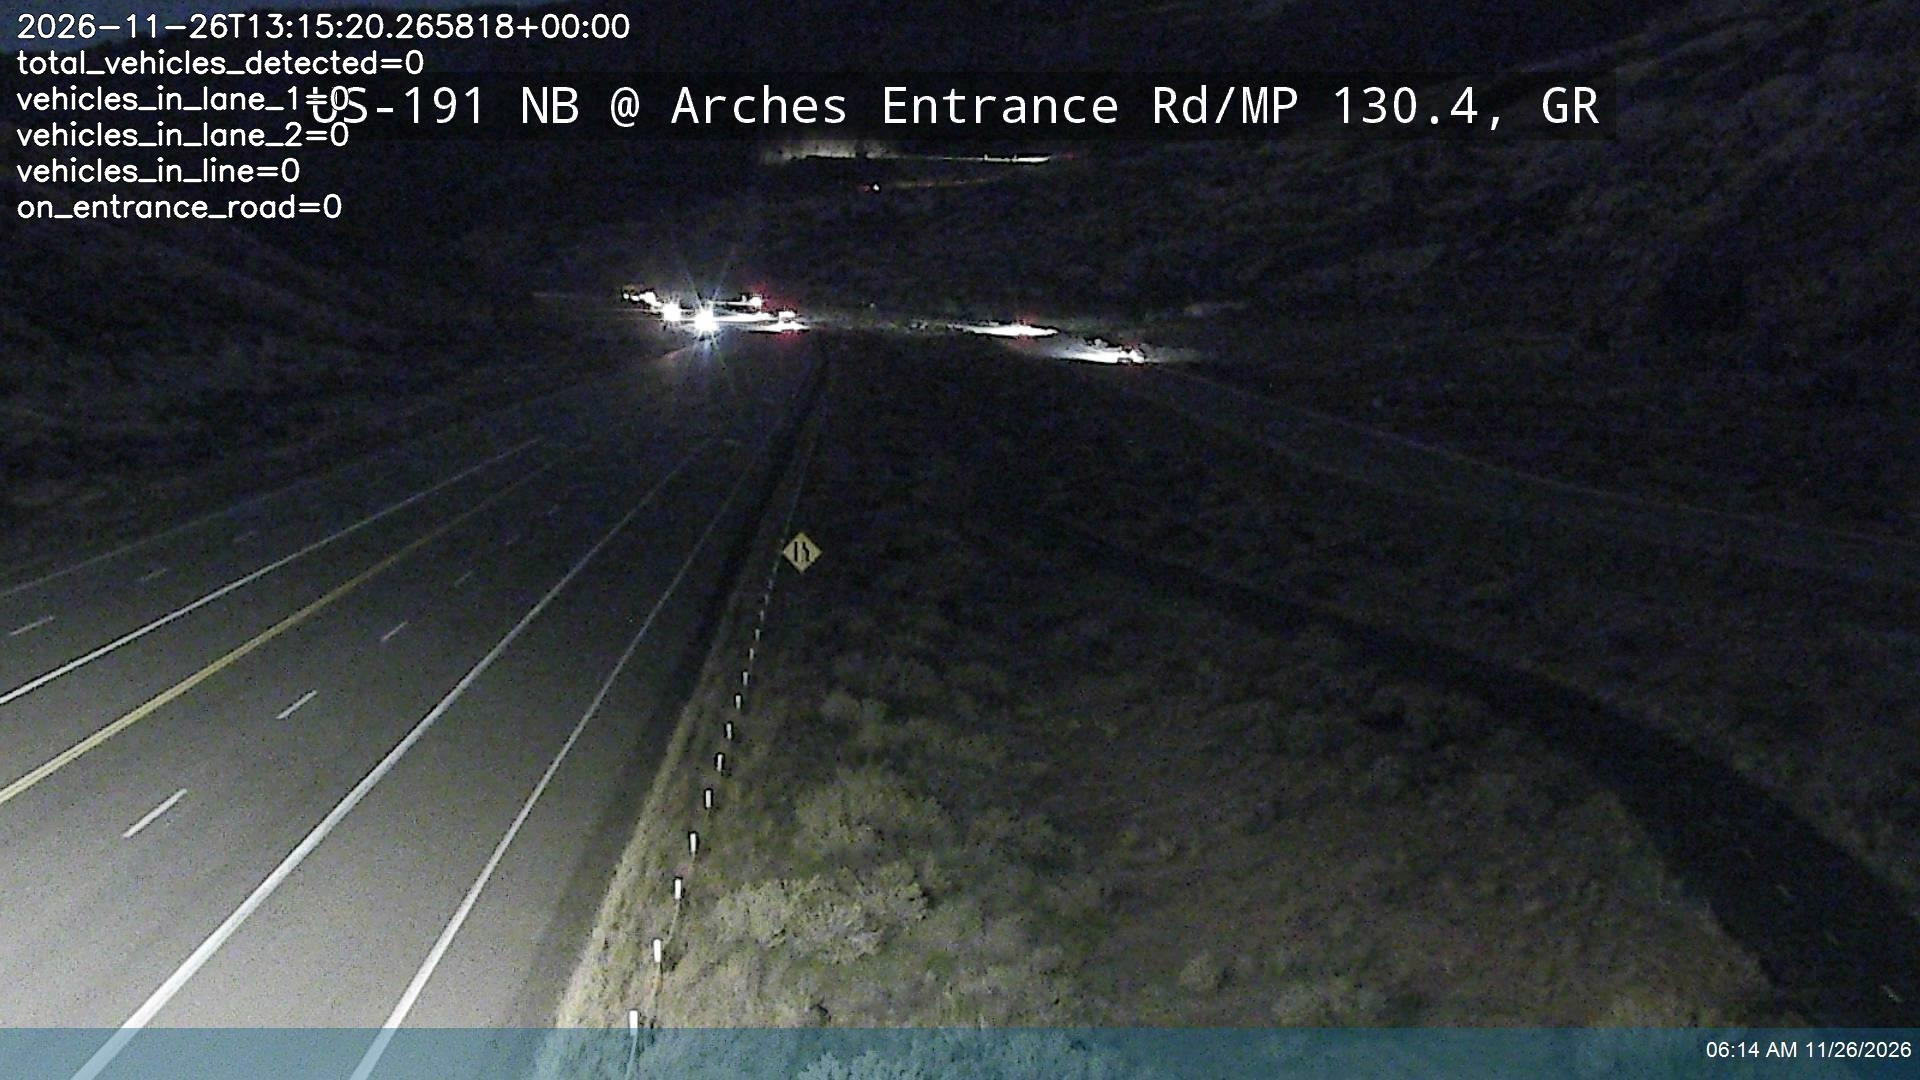 2026-11-26T13:15:20.265818+00:00
total_vehicles_detected=0
vehicles_in_lane_1=0
US-191 NB @ Arches Entrance Rd/MP 130.4, GR
vehicles_in_lane_2=0
vehicles_in_line=0
on_entrance_road=0
06:14 AM 11/26/2026